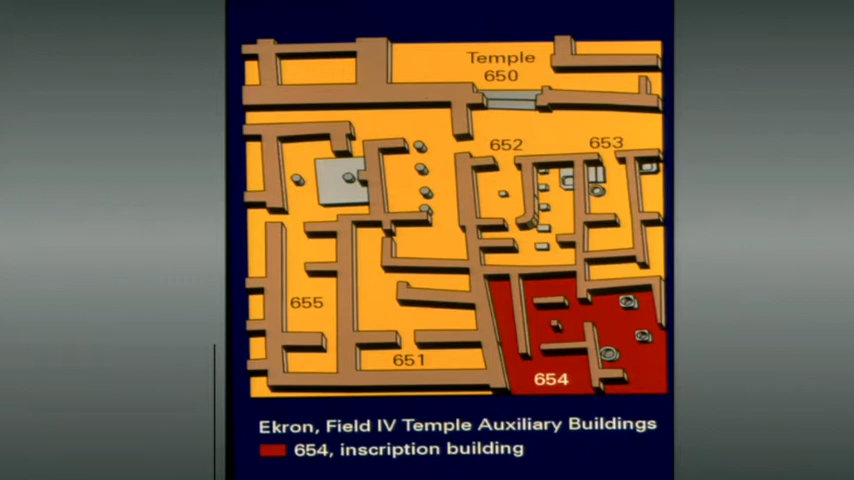 Temple
650
652
653
655
651
654
Ekron, Field IV Temple Auxiliary Buildings
654, inscription building